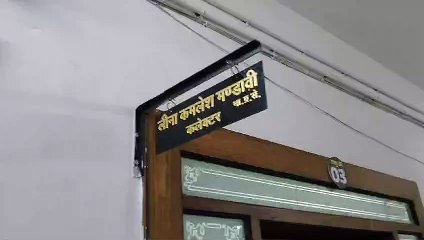 लीना कमलेश मण्डावी
भा.प्र.से.
कलेक्टर
03